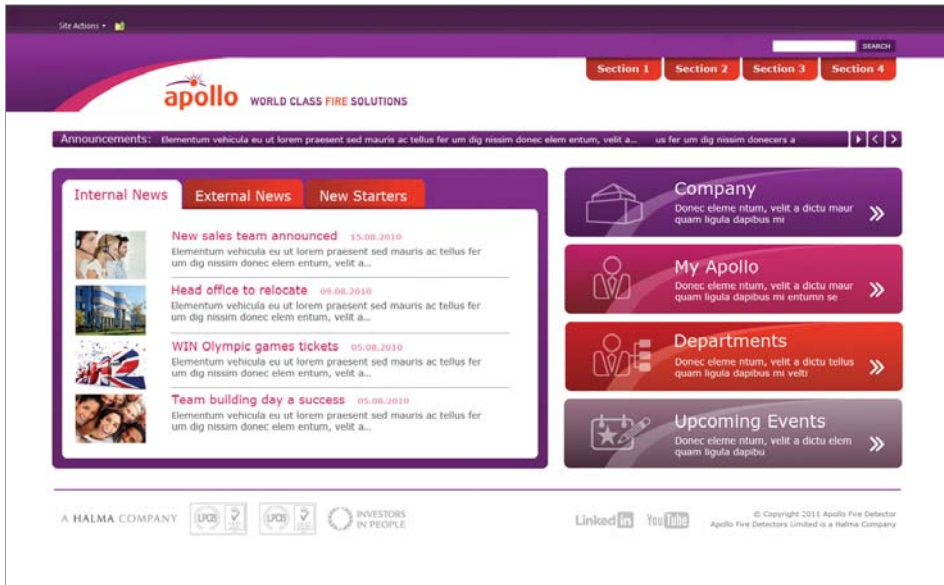 Site Actions
SEARCH
Section 1
Section 2
Section 3
Section 4
apollo WORLD CLASS FIRE SOLUTIONS
Announcements: Elementum vehicula eu ut lorem praesent sed mauris ac tellus fer um dig nissim donec elem entum, velit a... us fer um dig nissim donecers a
Internal News
External News
New Starters
New sales team announced 15.08.2010
Elementum vehicula eu ut lorem praesent sed mauris ac tellus fer
um dig nissim donec elem entum, velit a...
Head office to relocate 09.08.2010
Elementum vehicula eu ut lorem praesent sed mauris ac tellus fer
um dig nissim donec elem entum, velit a...
WIN Olympic games tickets 05.08.2010
Elementum vehicula eu ut lorem praesent sed mauris ac tellus fer
um dig nissim donec elem entum, velit a...
Team building day a success 05.08.2010
Elementum vehicula eu ut lorem praesent sed mauris ac tellus fer
um dig nissim donec elem entum, velit a...
Company
Donec eleme ntum, velit a dictu maur
quam ligula dapibus mi
My Apollo
Donec eleme ntum, velit a dictu maur
quam ligula dapibus mi entumn se
Departments
Donec eleme ntum, velit a dictu tellus
quam ligula dapibus mi velti
Upcoming Events
Donec eleme ntum, velit a dictu elem
quam ligula dapibu
A HALMA COMPANY
LPCB
LPCB
INVESTORS
IN PEOPLE
Linked in
You Tube
© Copyright 2011 Apollo Fire Detector
Apollo Fire Detectors Limited is a Halma Company